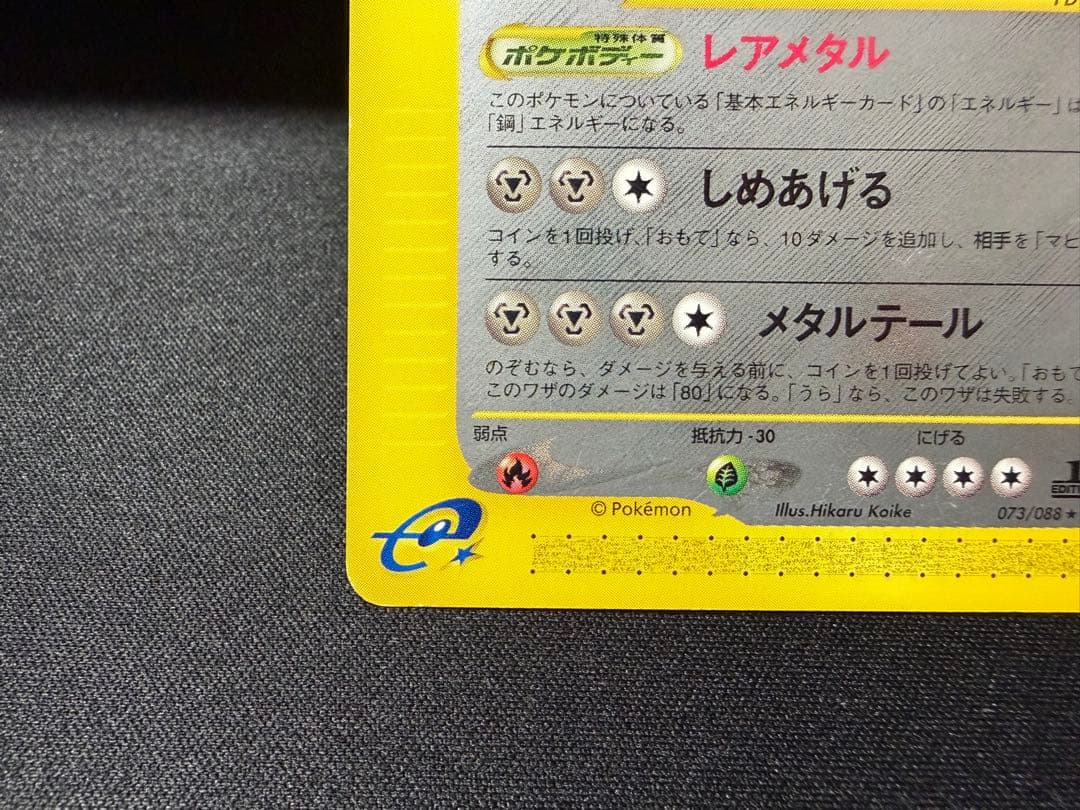 特殊体質
ポケボディー レアメタル
このポケモンについている「基本エネルギーカード」の「エネルギー」は
「鋼」エネルギーになる。
しめあげる
コインを1回投げ、「おもて」なら、10ダメージを追加し、相手を「マヒ
する。
メタルテール
のぞむなら、ダメージを与える前に、コインを1回投げてよい。「おもて
このワザのダメージは「80」になる。「うら」なら、このワザは失敗する。
弱点 抵抗力 -30 にげる
© Pokémon Illus.Hikaru Koike 073/088 ★